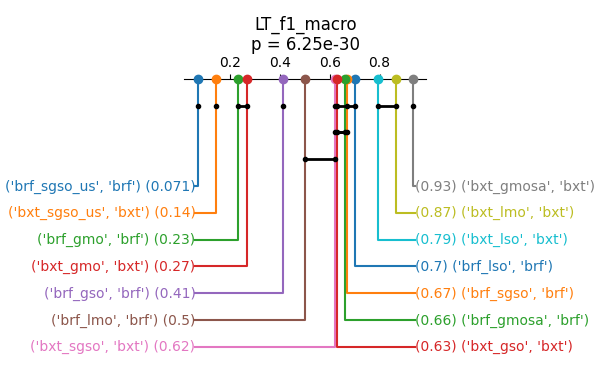 LT_f1_macro
p = 6.25e-30
0.2 0.4 0.6 0.8
('brf_sgso_us', 'brf') (0.071) (0.93) ('bxt_gmosa', 'bxt')
('bxt_sgso_us', 'bxt') (0.14) (0.87) ('bxt_lmo', 'bxt')
('brf_gmo', 'brf') (0.23) (0.79) ('bxt_lso', 'bxt')
('bxt_gmo', 'bxt') (0.27) (0.7) ('brf_lso', 'brf')
('brf_gso', 'brf') (0.41) (0.67) ('brf_sgso', 'brf')
('brf_lmo', 'brf') (0.5) (0.66) ('brf_gmosa', 'brf')
('bxt_sgso', 'bxt') (0.62) (0.63) ('bxt_gso', 'bxt')